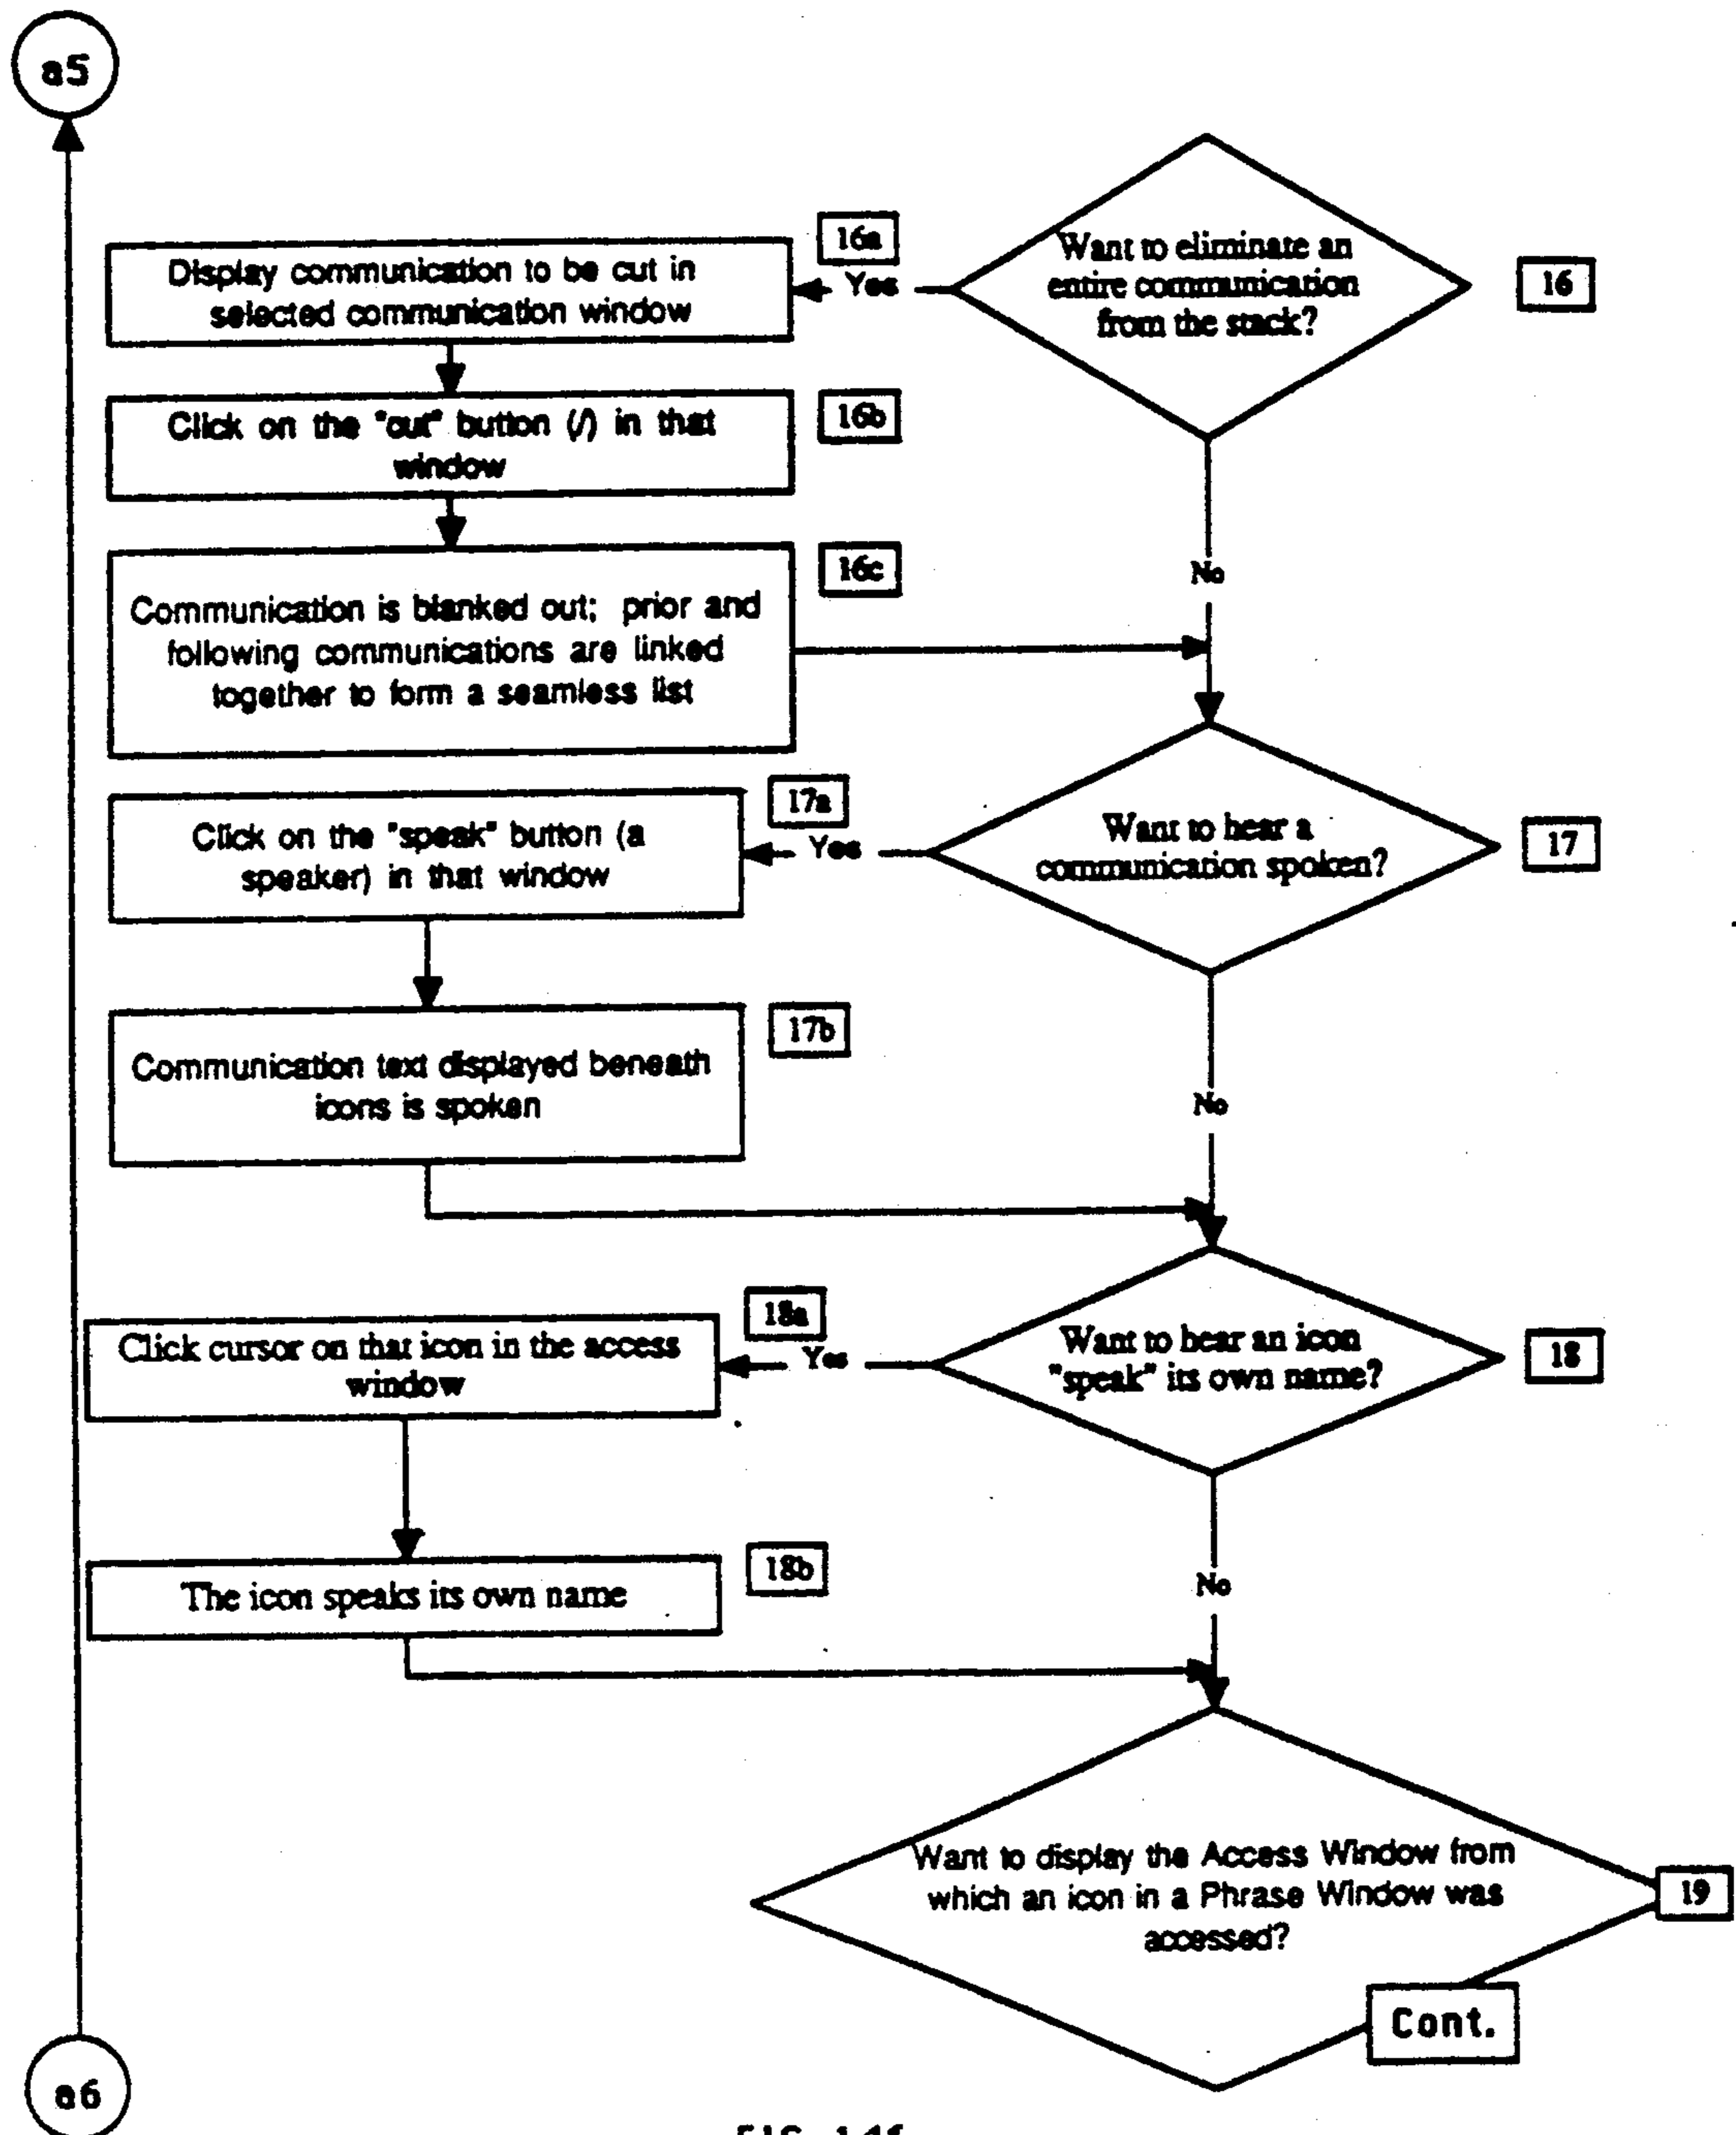 a5
16a
Want to eliminate an
entire communication
from the stack?
16
Yes
Display communication to be cut in
selected communication window
16b
Click on the "cut" button (/) in that
window
16c
No
Communication is blanked out; prior and
following communications are linked
together to form a seamless list
17a
Want to hear a
communication spoken?
17
Yes
Click on the "speak" button (a
speaker) in that window
17b
Communication text displayed beneath
icons is spoken
No
18a
Want to hear an icon
"speak" its own name?
18
Yes
Click cursor on that icon in the access
window
18b
The icon speaks its own name
No
Want to display the Access Window from
which an icon in a Phrase Window was
accessed?
19
Cont.
a6